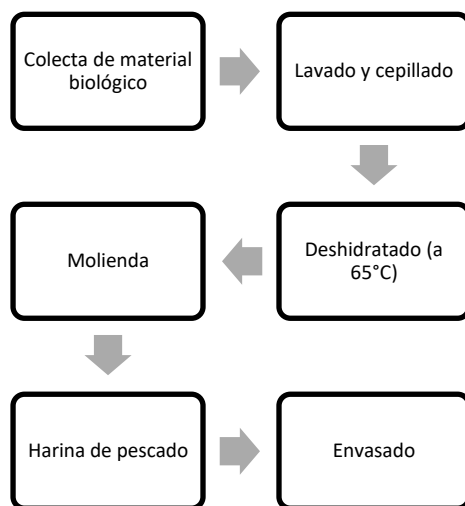 Colecta de material
biológico
Lavado y cepillado
Deshidratado (a
65°C)
Molienda
Harina de pescado
Envasado